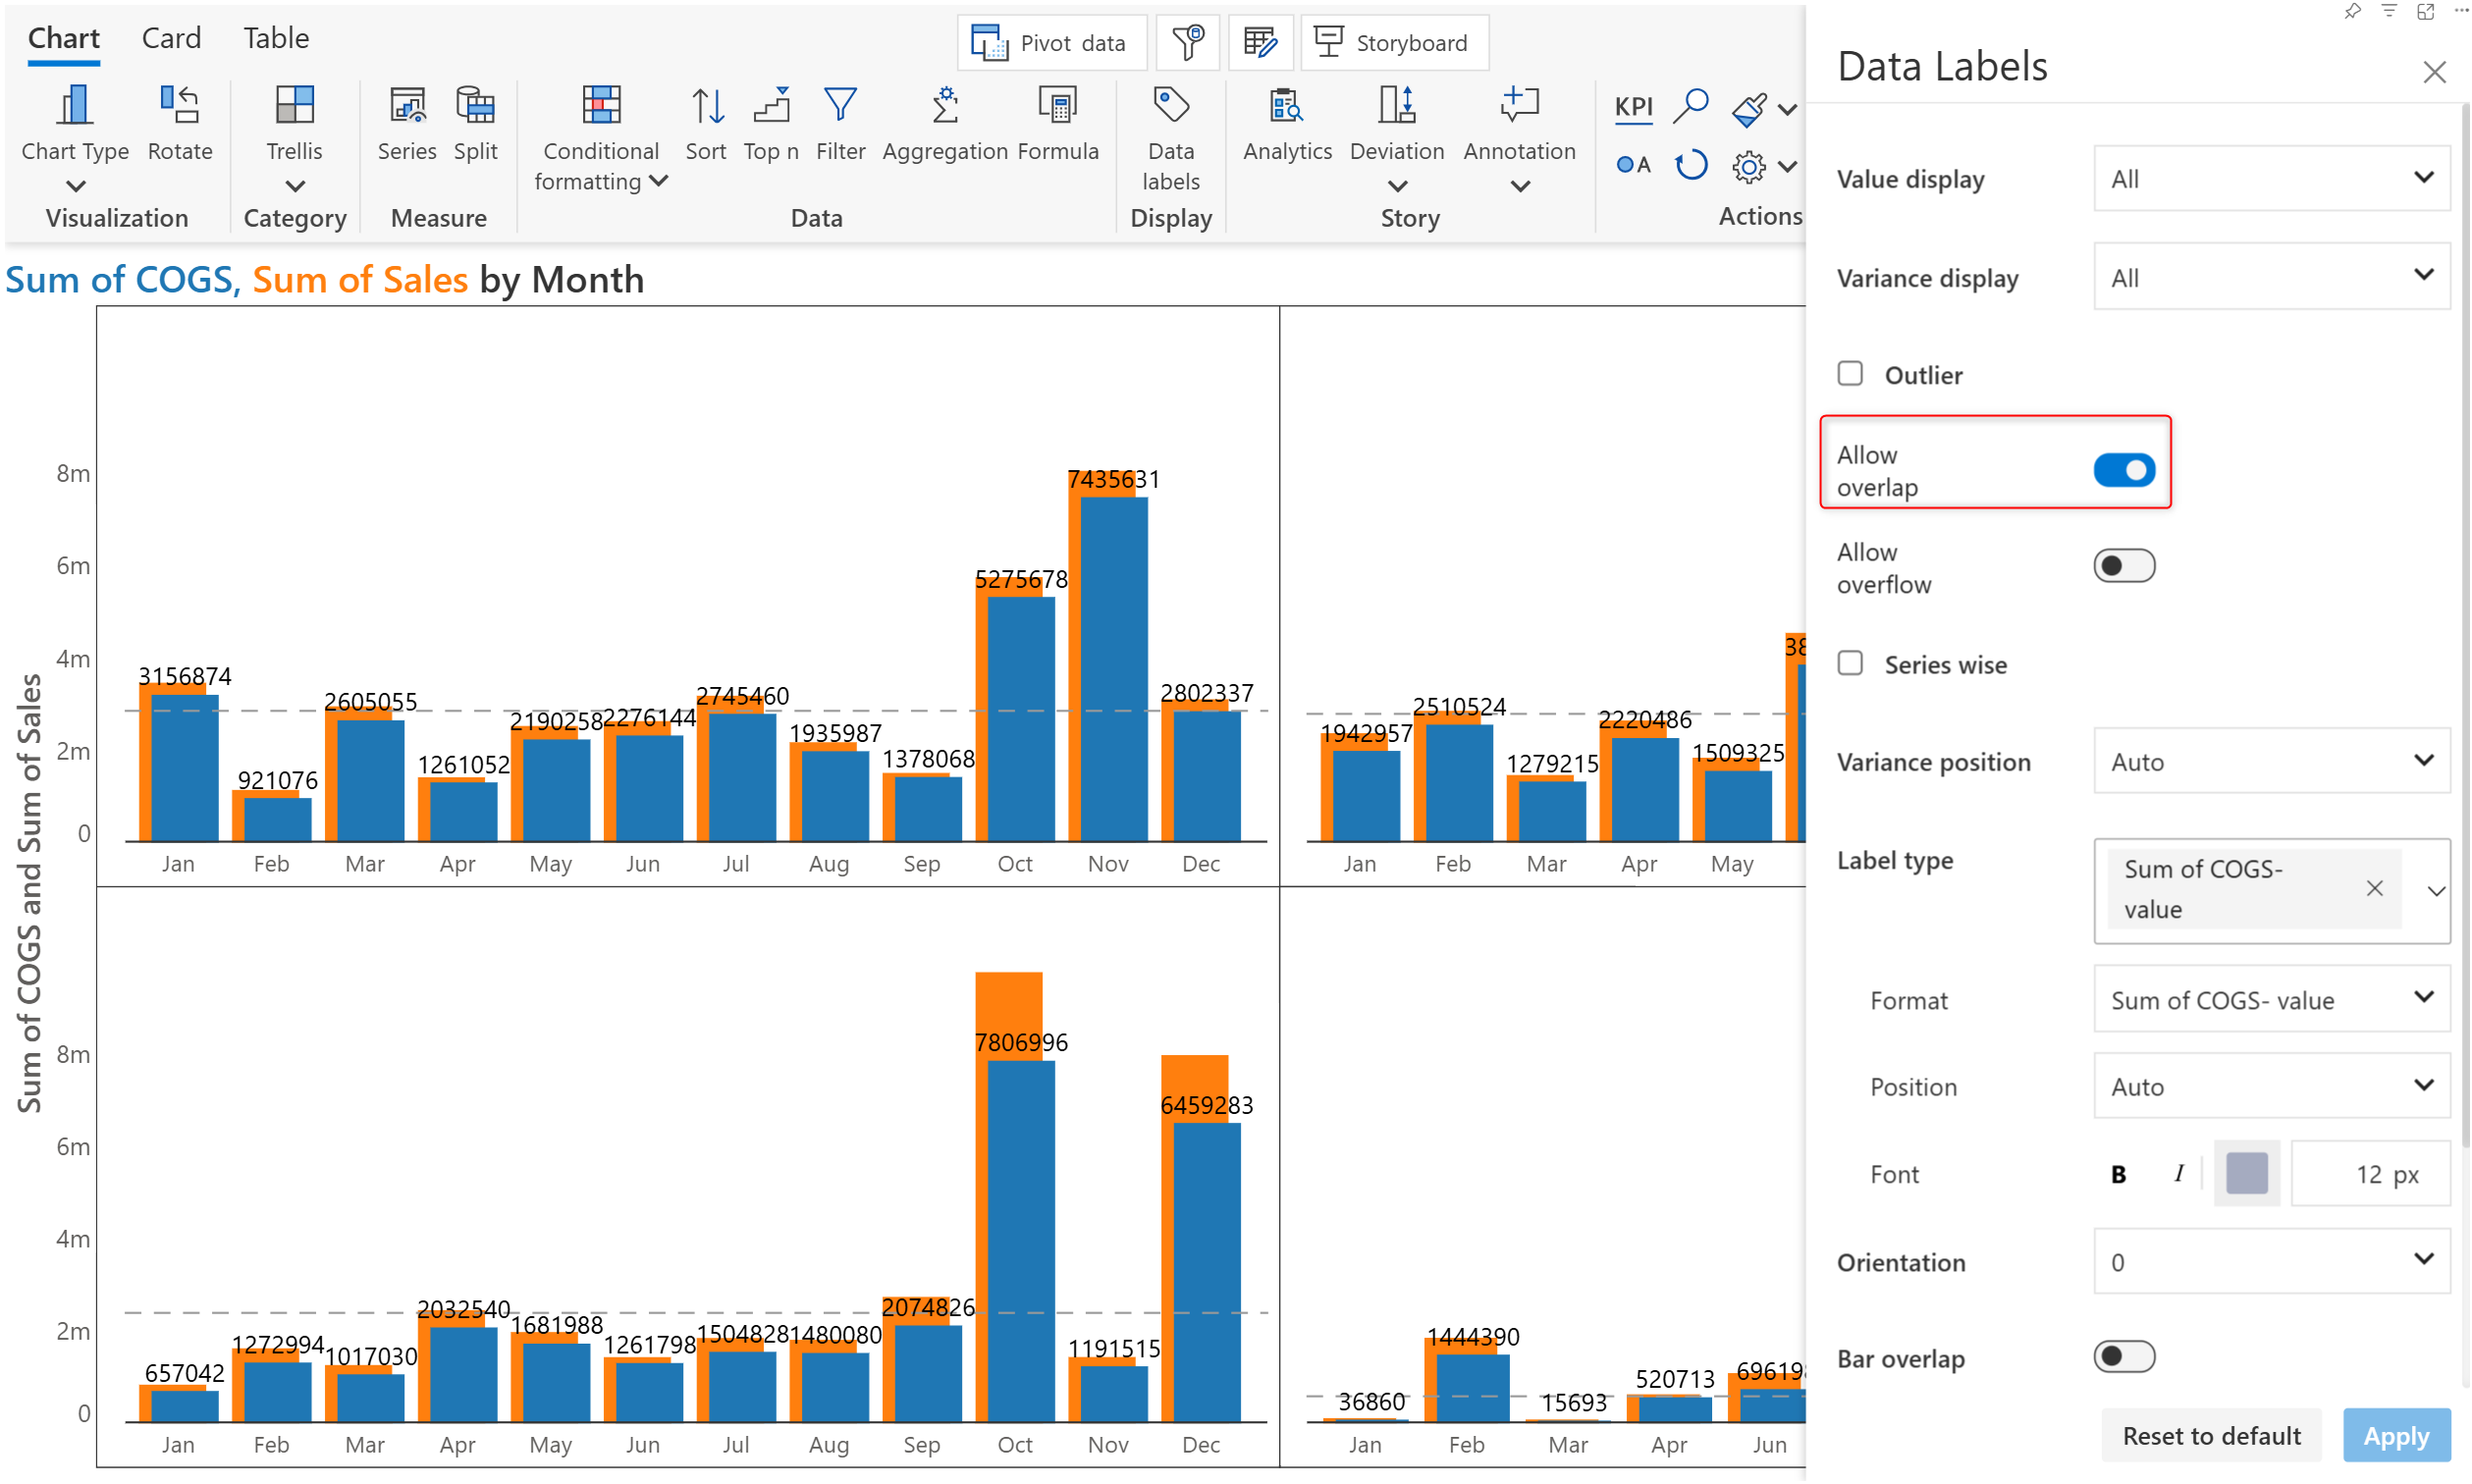 Chart Card Table
Pivot data
Storyboard
Chart Type
Rotate
Visualization
Trellis
Category
Series
Split
Measure
Conditional
formatting
Sort
Top n
Filter
Aggregation
Formula
Data
Data
labels
Display
Analytics
Deviation
Annotation
Story
KPI
A
Actions
Sum of COGS, Sum of Sales by Month
Sum of COGS and Sum of Sales
8m
6m
4m
2m
0
3156874
921076
2605055
1261052
2190258
2276144
2745460
1935987
1378068
5275678
7435631
2802337
Jan Feb Mar Apr May Jun Jul Aug Sep Oct Nov Dec
1942957
2510524
1279215
2220486
1509325
38
Jan Feb Mar Apr May
8m
6m
4m
2m
0
657042
1272994
1017030
2032540
1681988
1261798
1504828
1480080
2074826
7806996
1191515
6459283
Jan Feb Mar Apr May Jun Jul Aug Sep Oct Nov Dec
36860
1444390
15693
520713
69619
Jan Feb Mar Apr Jun
Data Labels
Value display All
Variance display All
Outlier
Allow
overlap
Allow
overflow
Series wise
Variance position Auto
Label type
Sum of COGS-
value
Format Sum of COGS- value
Position Auto
Font B I 12 px
Orientation 0
Bar overlap
Reset to default Apply